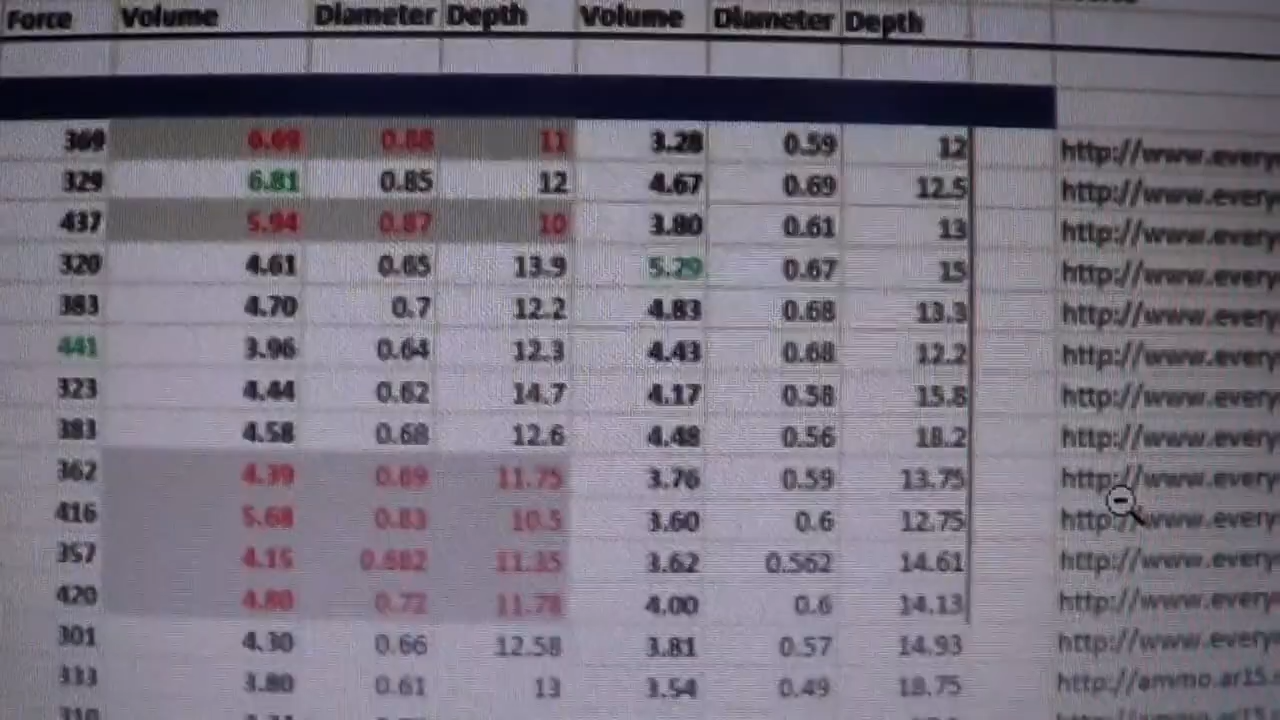 Force Volume Diameter Depth Volume Diameter Depth
369 0.88 11 3.28 0.59 12 http://www.every
329 6.81 0.85 12 4.67 0.69 12.5 http://www.every
437 5.94 0.87 10 3.80 0.61 13 http://www.every
320 4.61 0.65 13.9 5.29 0.67 15 http://www.every
383 4.70 0.7 12.2 4.83 0.68 13.3 http://www.every
441 3.96 0.64 12.3 4.43 0.68 12.2 http://www.every
323 4.44 0.62 14.7 4.17 0.58 15.8 http://www.every
383 4.58 0.68 12.6 4.48 0.56 18.2 http://www.every
362 4.39 0.69 11.75 3.76 0.59 13.75 http://www.every
416 5.68 0.83 10.5 3.60 0.6 12.75 http://www.every
357 4.15 0.682 11.35 3.62 0.562 14.61 http://www.every
420 4.80 0.72 11.78 4.00 0.6 14.13 http://www.every
301 4.30 0.66 12.58 3.81 0.57 14.93 http://www.every
333 3.80 0.61 13 3.54 0.49 18.75 http://ammo.ar15.
310